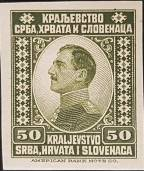 КРАЉЕВСТВО
СРБА, ХРВАТА И СЛОВЕНАЦА
50 KRALJEVSTVO 50
SRBA, HRVATA I SLOVENACA
AMERICAN BANK NOTE CO.